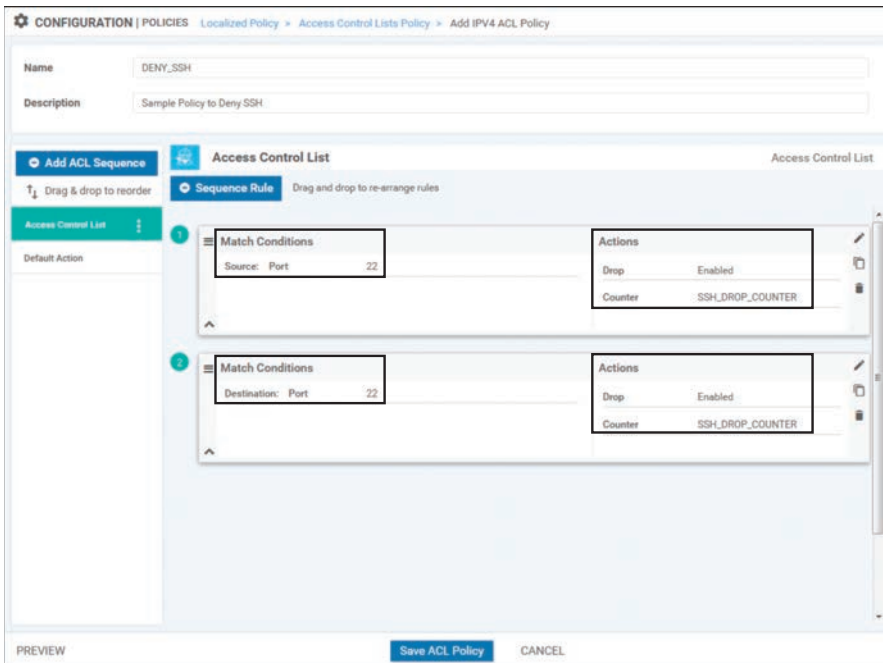 CONFIGURATION | POLICIES Localized Policy > Access Control Lists Policy > Add IPV4 ACL Policy
Name DENY_SSH
Description Sample Policy to Deny SSH
Add ACL Sequence
Drag & drop to reorder
Access Control List
Default Action
Access Control List Access Control List
Sequence Rule Drag and drop to re-arrange rules
1
Match Conditions Actions
Source: Port 22 Drop Enabled
Counter SSH_DROP_COUNTER
2
Match Conditions Actions
Destination: Port 22 Drop Enabled
Counter SSH_DROP_COUNTER
PREVIEW Save ACL Policy CANCEL